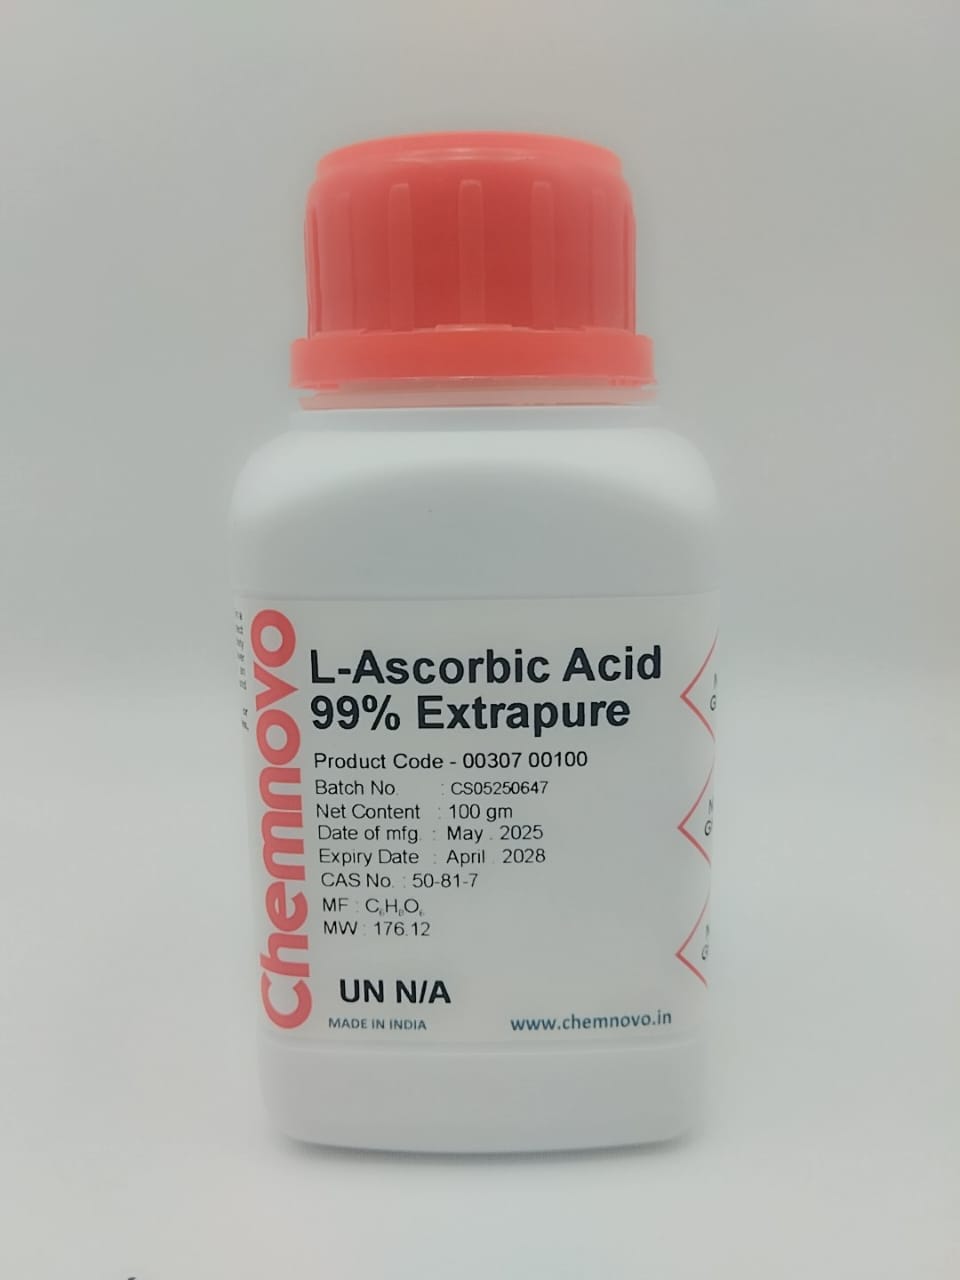 Chemnovo
L-Ascorbic Acid
99% Extrapure
Product Code - 00307 00100
Batch No. : CS05250647
Net Content : 100 gm
Date of mfg. : May . 2025
Expiry Date : April . 2028
CAS No. : 50-81-7
MF : C₆H₈O₆
MW : 176.12
UN N/A
MADE IN INDIA
www.chemnovo.in